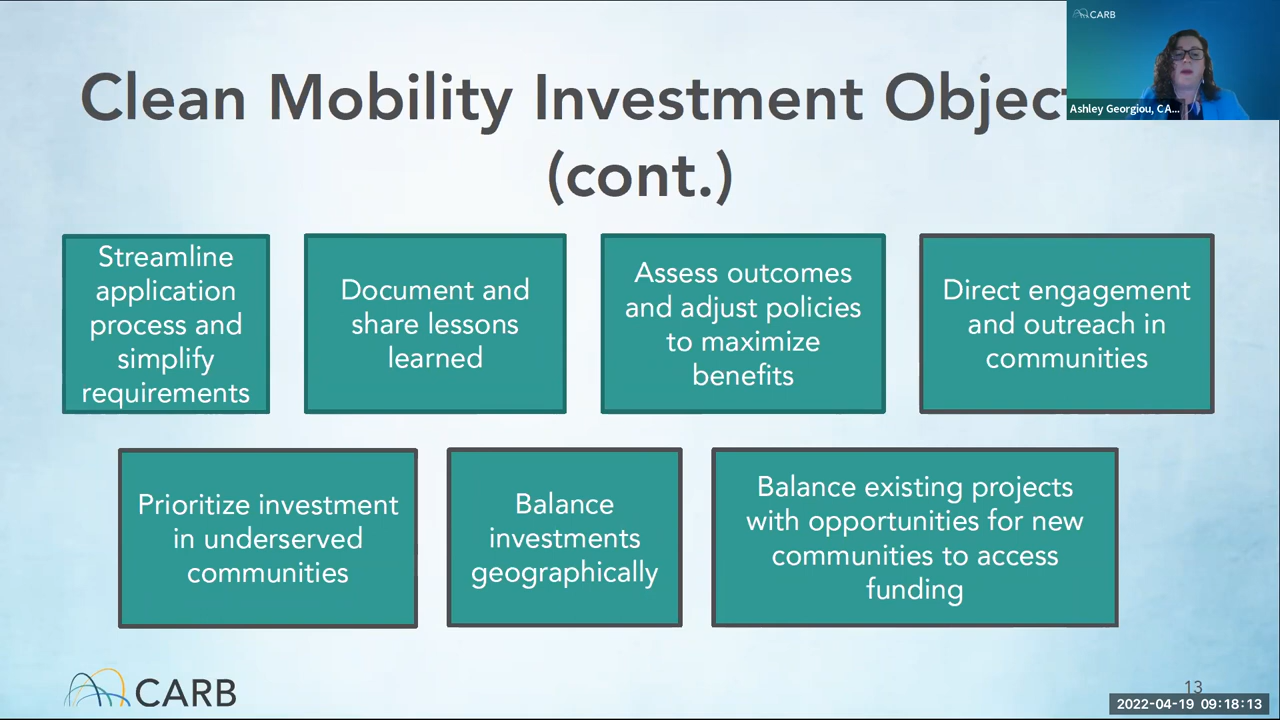 CARB
Ashley Georgiou, CA...
Clean Mobility Investment Objec
(cont.)
Streamline
application
process and
simplify
requirements
Document and
share lessons
learned
Assess outcomes
and adjust policies
to maximize
benefits
Direct engagement
and outreach in
communities
Prioritize investment
in underserved
communities
Balance
investments
geographically
Balance existing projects
with opportunities for new
communities to access
funding
CARB
13
2022-04-19 09:18:13